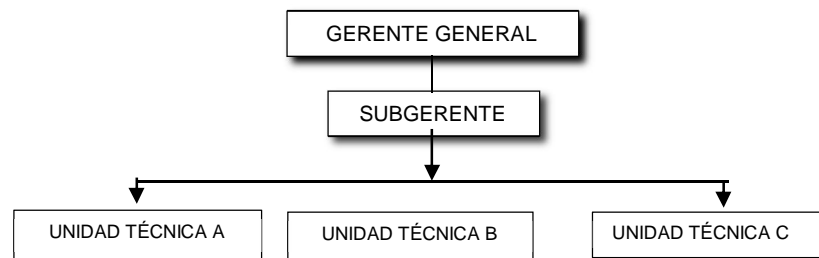 GERENTE GENERAL
SUBGERENTE
UNIDAD TÉCNICA A
UNIDAD TÉCNICA B
UNIDAD TÉCNICA C